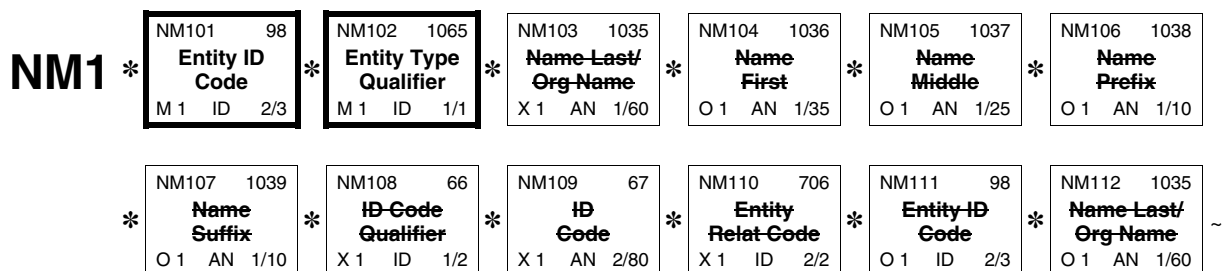 NM101 98 NM102 1065 NM103 1035 NM104 1036 NM105 1037 NM106 1038
NM1 * Entity ID Code * Entity Type Qualifier * Name Last/ Org Name * Name First * Name Middle * Name Prefix
M 1 ID 2/3 M 1 ID 1/1 X 1 AN 1/60 O 1 AN 1/35 O 1 AN 1/25 O 1 AN 1/10
NM107 1039 NM108 66 NM109 67 NM110 706 NM111 98 NM112 1035
* Name Suffix * ID Code Qualifier * ID Code * Entity Relat Code * Entity ID Code * Name Last/ Org Name ~
O 1 AN 1/10 X 1 ID 1/2 X 1 AN 2/80 X 1 ID 2/2 O 1 ID 2/3 O 1 AN 1/60